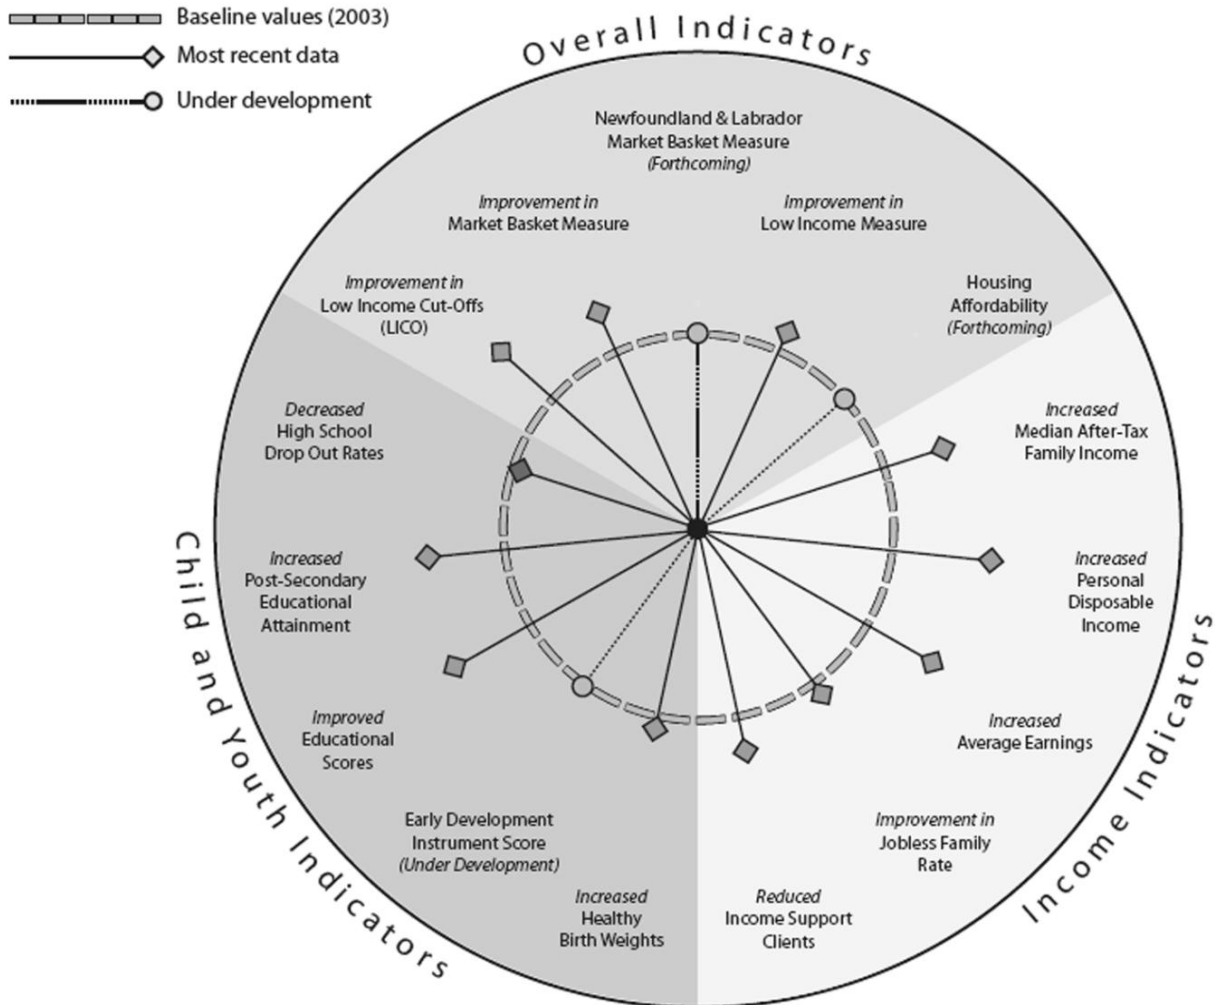 Baseline values (2003)
Most recent data
Under development
Overall Indicators
Newfoundland & Labrador
Market Basket Measure
(Forthcoming)
Improvement in
Market Basket Measure
Improvement in
Low Income Measure
Improvement in
Low Income Cut-Offs
(LICO)
Housing
Affordability
(Forthcoming)
Decreased
High School
Drop Out Rates
Increased
Median After-Tax
Family Income
Increased
Post-Secondary
Educational
Attainment
Increased
Personal
Disposable
Income
Improved
Educational
Scores
Increased
Average Earnings
Early Development
Instrument Score
(Under Development)
Improvement in
Jobless Family
Rate
Increased
Healthy
Birth Weights
Reduced
Income Support
Clients
Child and Youth Indicators
Income Indicators